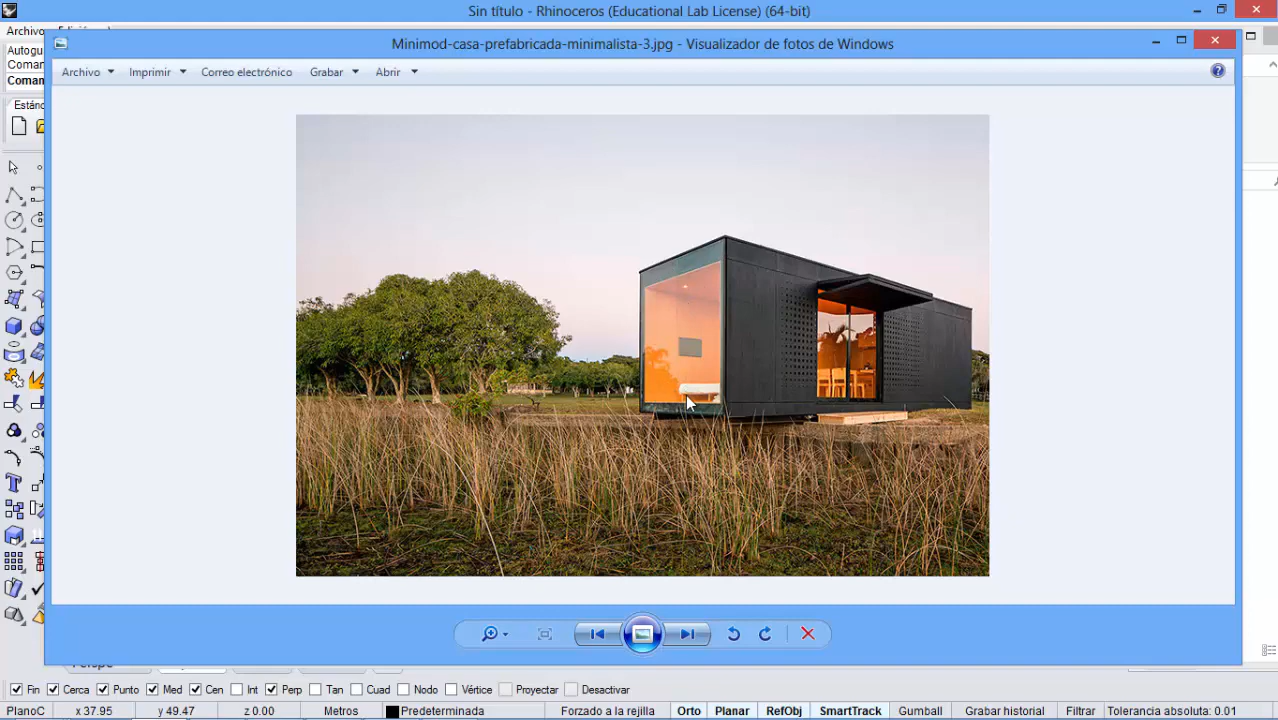 Sin título - Rhinoceros (Educational Lab License) (64-bit)
Archivo
Minimod-casa-prefabricada-minimalista-3.jpg - Visualizador de fotos de Windows
Autogu
Coman
Coman
Archivo Imprimir Correo electrónico Grabar Abrir
Estánc
Fin Cerca Punto Med Cen Int Perp Tan Cuad Nodo Vértice Proyectar Desactivar
PlanoC x 37.95 y 49.47 z 0.00 Metros Predeterminada Forzado a la rejilla Orto Planar RefObj SmartTrack Gumball Grabar historial Filtrar Tolerancia absoluta: 0.01